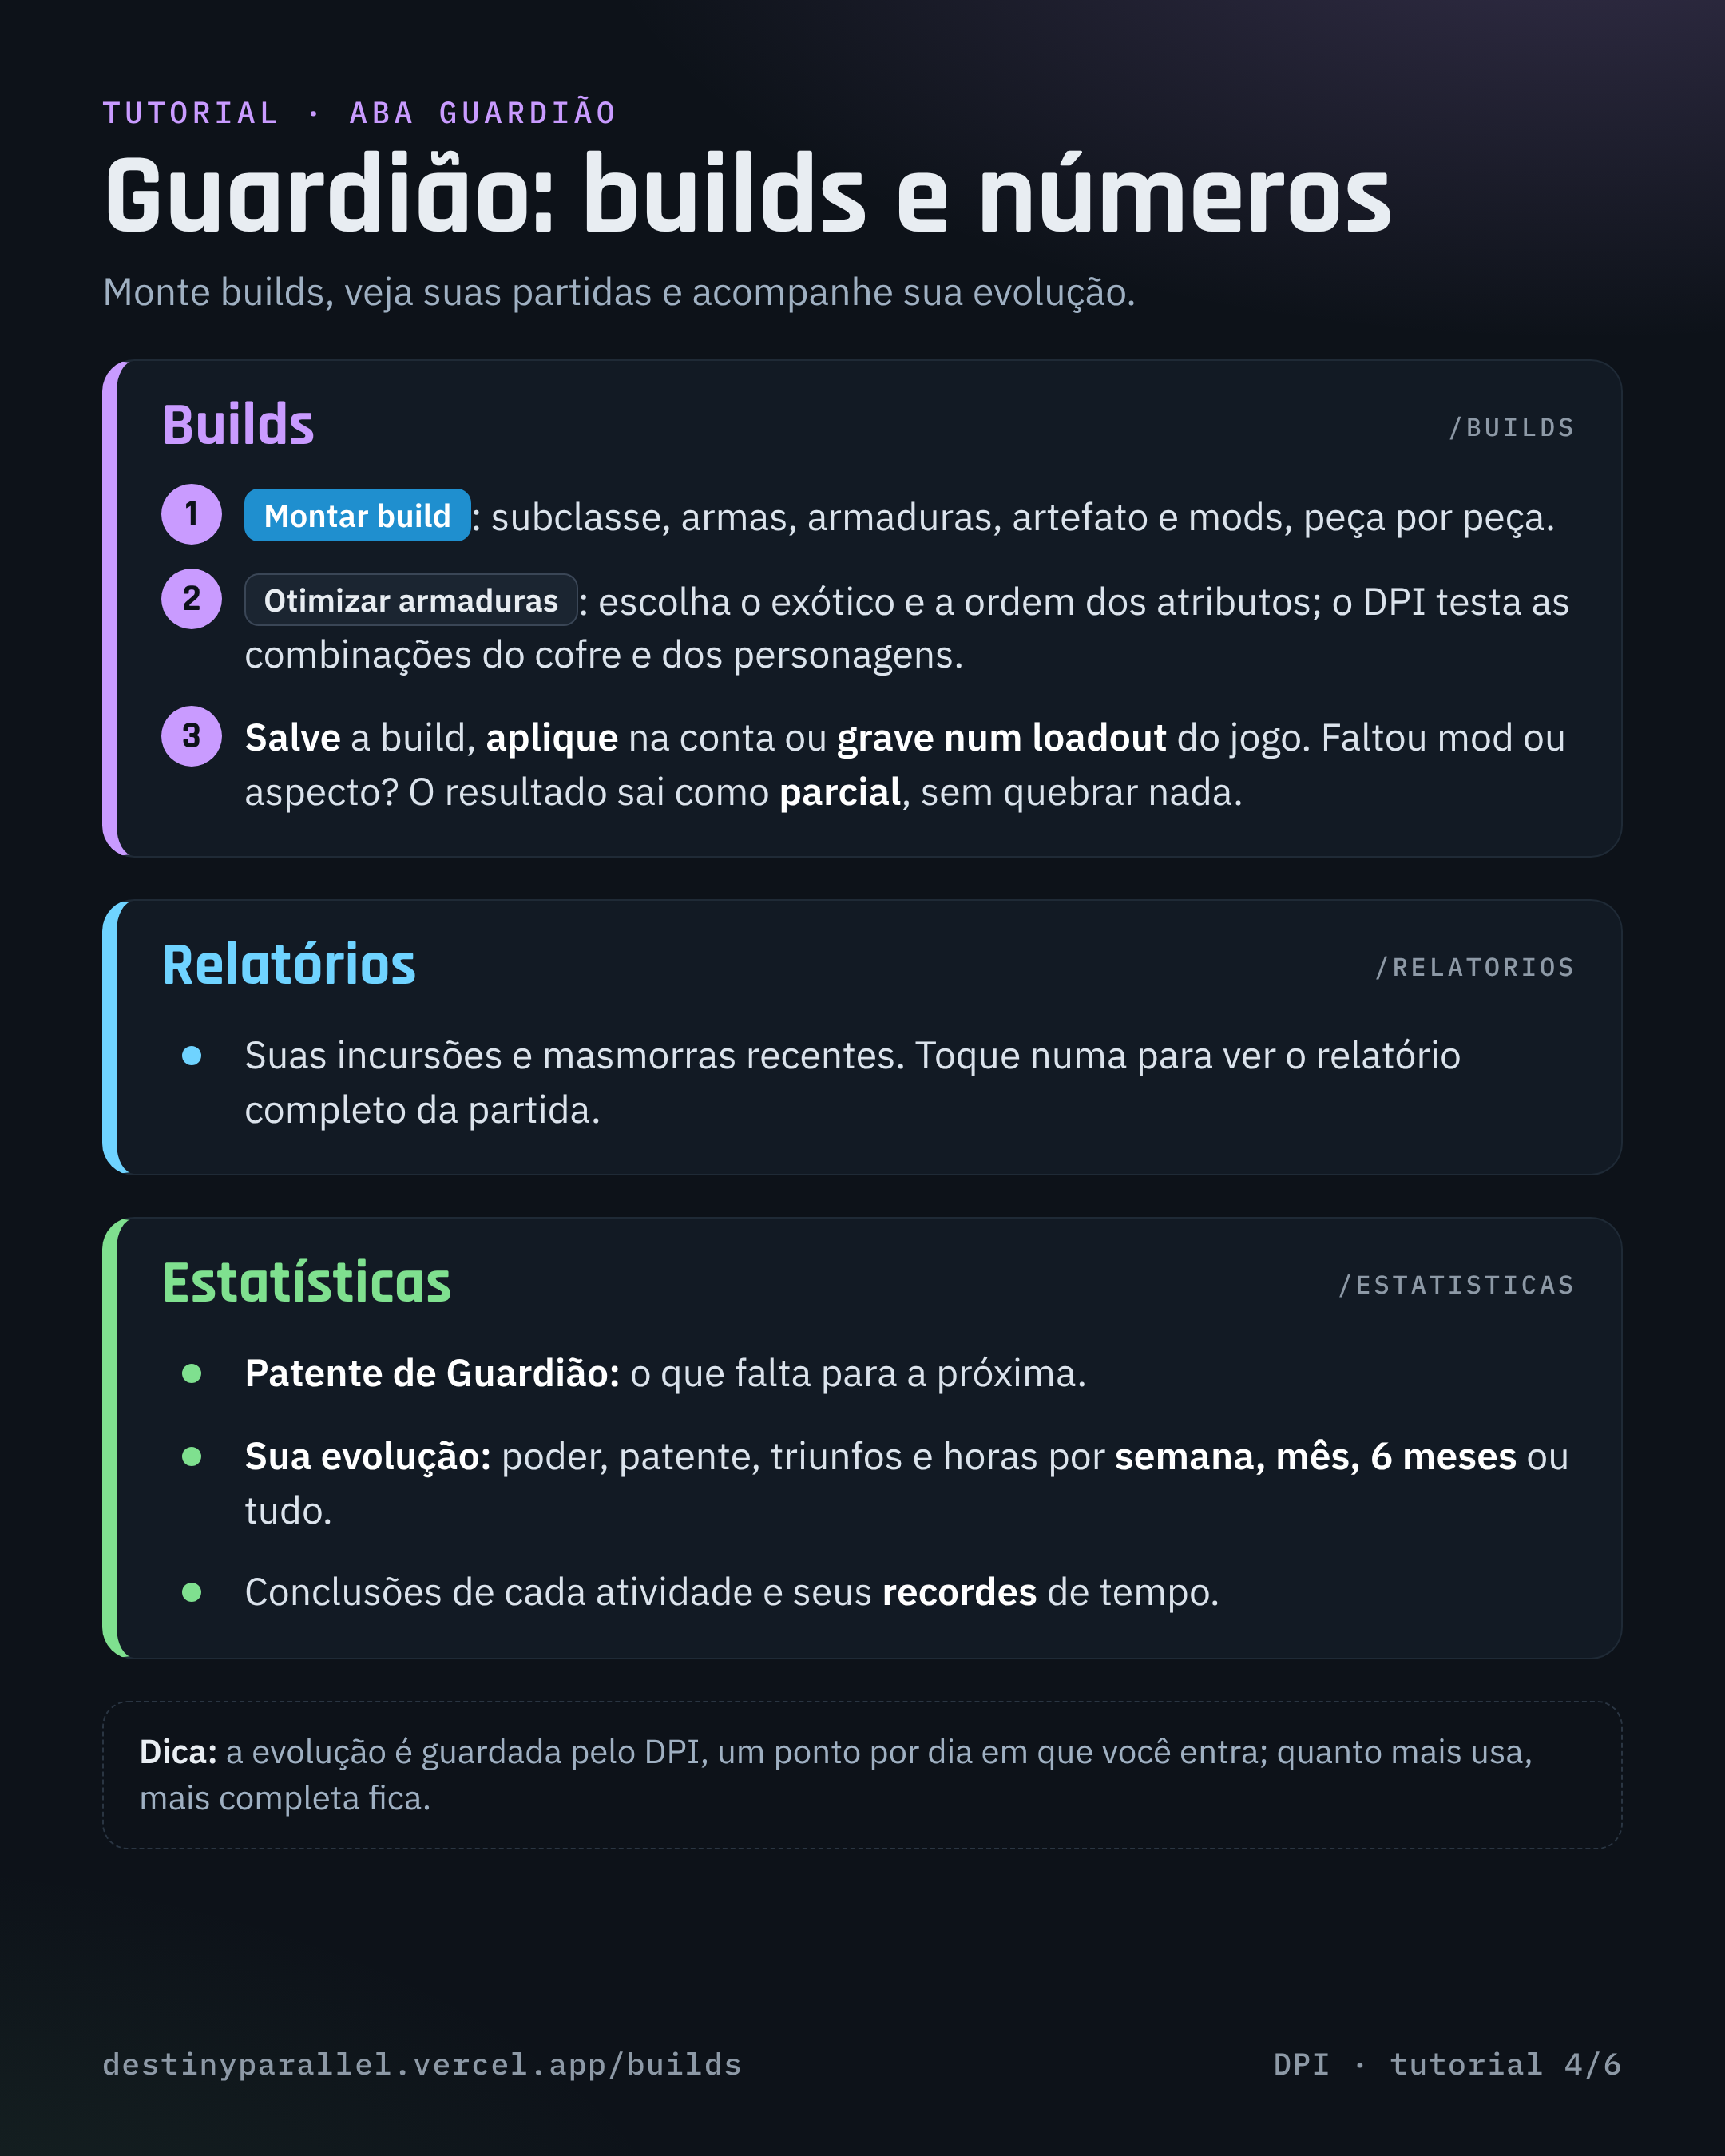 TUTORIAL · ABA GUARDIÃO
Guardião: builds e números
Monte builds, veja suas partidas e acompanhe sua evolução.
Builds
/BUILDS
1 Montar build: subclasse, armas, armaduras, artefato e mods, peça por peça.
2 Otimizar armaduras: escolha o exótico e a ordem dos atributos; o DPI testa as
combinações do cofre e dos personagens.
3 Salve a build, aplique na conta ou grave num loadout do jogo. Faltou mod ou
aspecto? O resultado sai como parcial, sem quebrar nada.
Relatórios
/RELATORIOS
Suas incursões e masmorras recentes. Toque numa para ver o relatório
completo da partida.
Estatísticas
/ESTATISTICAS
Patente de Guardião: o que falta para a próxima.
Sua evolução: poder, patente, triunfos e horas por semana, mês, 6 meses ou
tudo.
Conclusões de cada atividade e seus recordes de tempo.
Dica: a evolução é guardada pelo DPI, um ponto por dia em que você entra; quanto mais usa,
mais completa fica.
destinyparallel.vercel.app/builds
DPI · tutorial 4/6